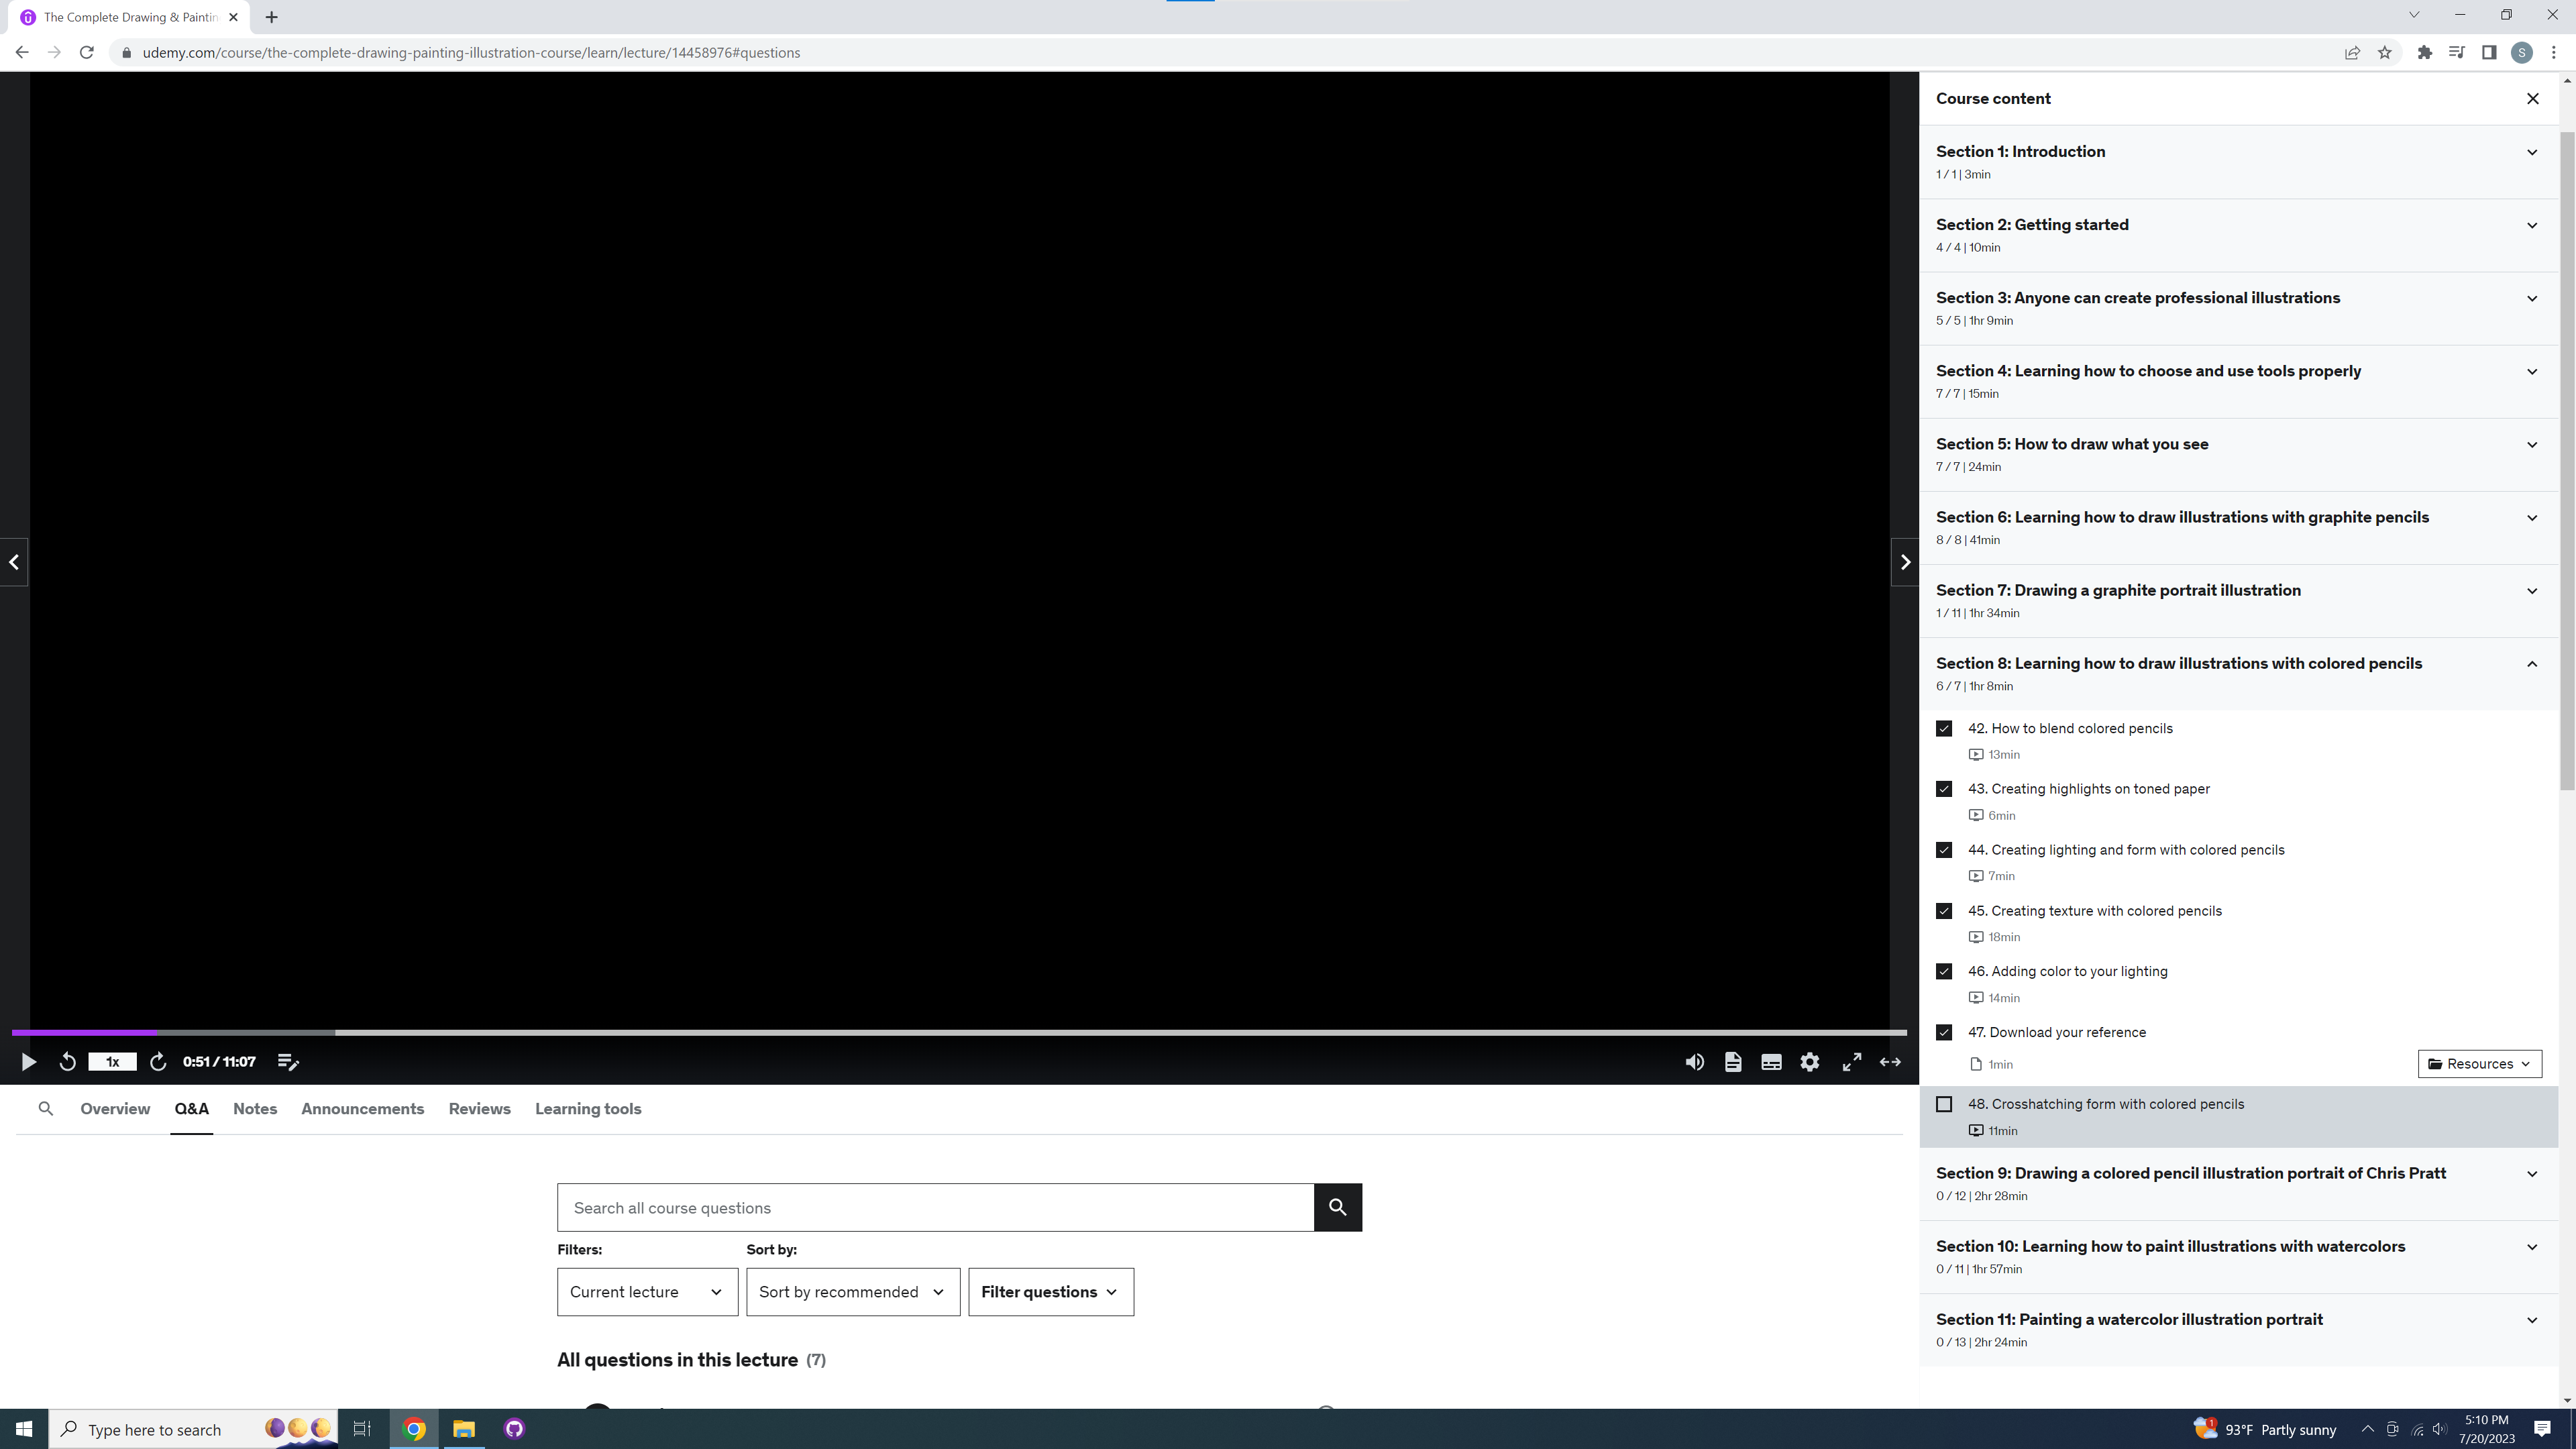 The Complete Drawing & Paintin
udemy.com/course/the-complete-drawing-painting-illustration-course/learn/lecture/14458976#questions
S
Course content
Section 1: Introduction
1 / 1 | 3min
Section 2: Getting started
4 / 4 | 10min
Section 3: Anyone can create professional illustrations
5 / 5 | 1hr 9min
Section 4: Learning how to choose and use tools properly
7 / 7 | 15min
Section 5: How to draw what you see
7 / 7 | 24min
Section 6: Learning how to draw illustrations with graphite pencils
8 / 8 | 41min
Section 7: Drawing a graphite portrait illustration
1 / 11 | 1hr 34min
Section 8: Learning how to draw illustrations with colored pencils
6 / 7 | 1hr 8min
42. How to blend colored pencils
13min
43. Creating highlights on toned paper
6min
44. Creating lighting and form with colored pencils
7min
45. Creating texture with colored pencils
18min
46. Adding color to your lighting
14min
47. Download your reference
1min
Resources
48. Crosshatching form with colored pencils
11min
Section 9: Drawing a colored pencil illustration portrait of Chris Pratt
0 / 12 | 2hr 28min
Section 10: Learning how to paint illustrations with watercolors
0 / 11 | 1hr 57min
Section 11: Painting a watercolor illustration portrait
0 / 13 | 2hr 24min
1x 0:51 / 11:07
Overview Q&A Notes Announcements Reviews Learning tools
Search all course questions
Filters: Sort by:
Current lecture Sort by recommended Filter questions
All questions in this lecture (7)
Type here to search
1
93°F Partly sunny
5:10 PM
7/20/2023